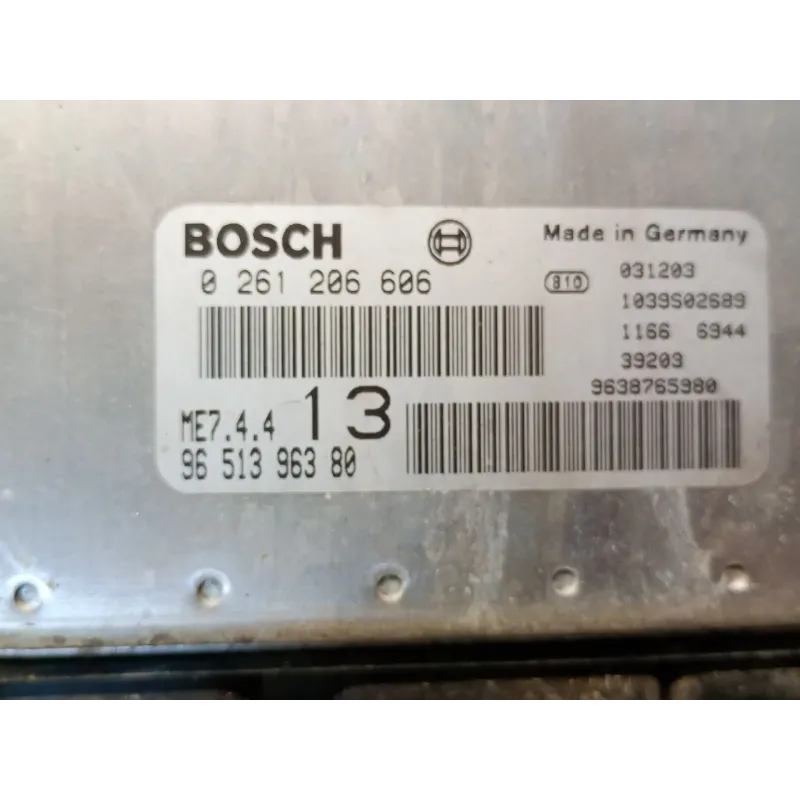 BOSCH
Made in Germany
0 261 206 606
810
031203
1039S02689
1166 6944
39203
9638765980
ME7.4.4
13
96 513 963 80